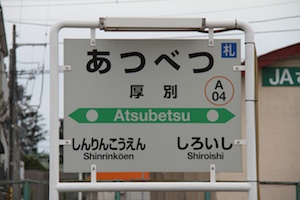 あつべつ
札
厚別
A
04
Atsubetsu
しんりんこうえん
しろいし
Shinrinkōen
Shiroishi
JA